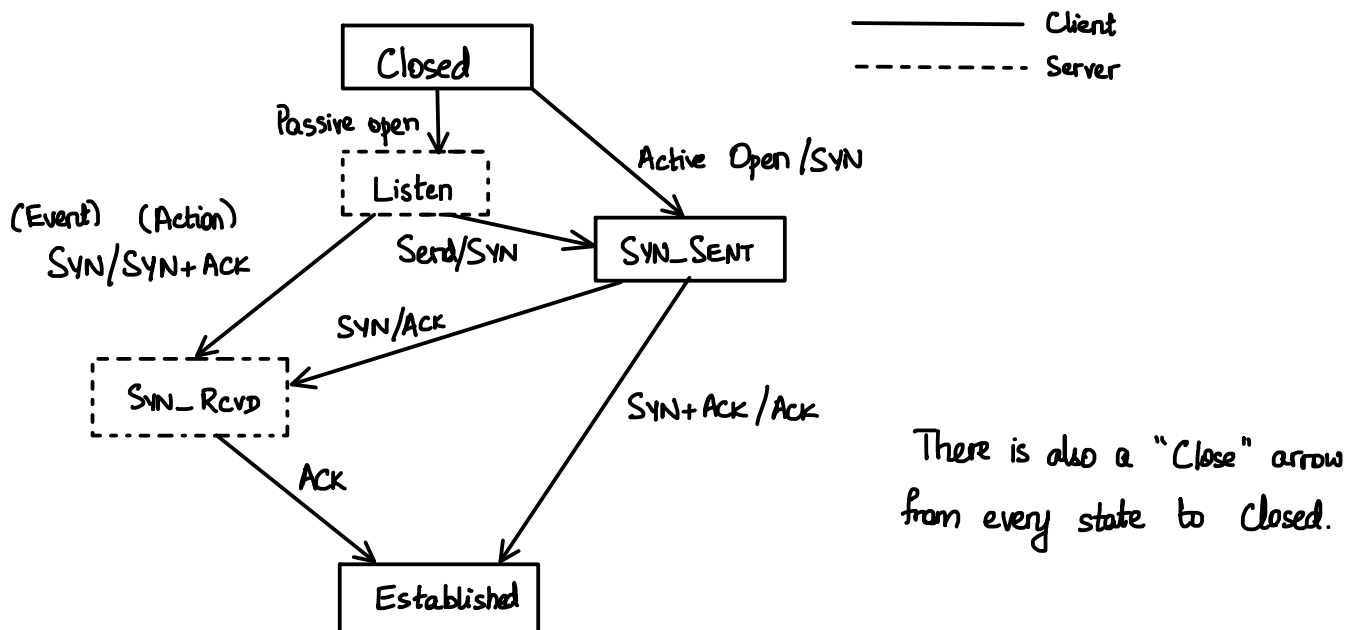 Client
Closed
Server
Passive open
Active Open/SYN
Listen
(Event) (Action)
Send/SYN
SYN_SENT
SYN/SYN+ACK
SYN/ACK
SYN_RCVD
SYN+ACK/ACK
There is also a "Close" arrow
ACK
from every state to Closed.
Established